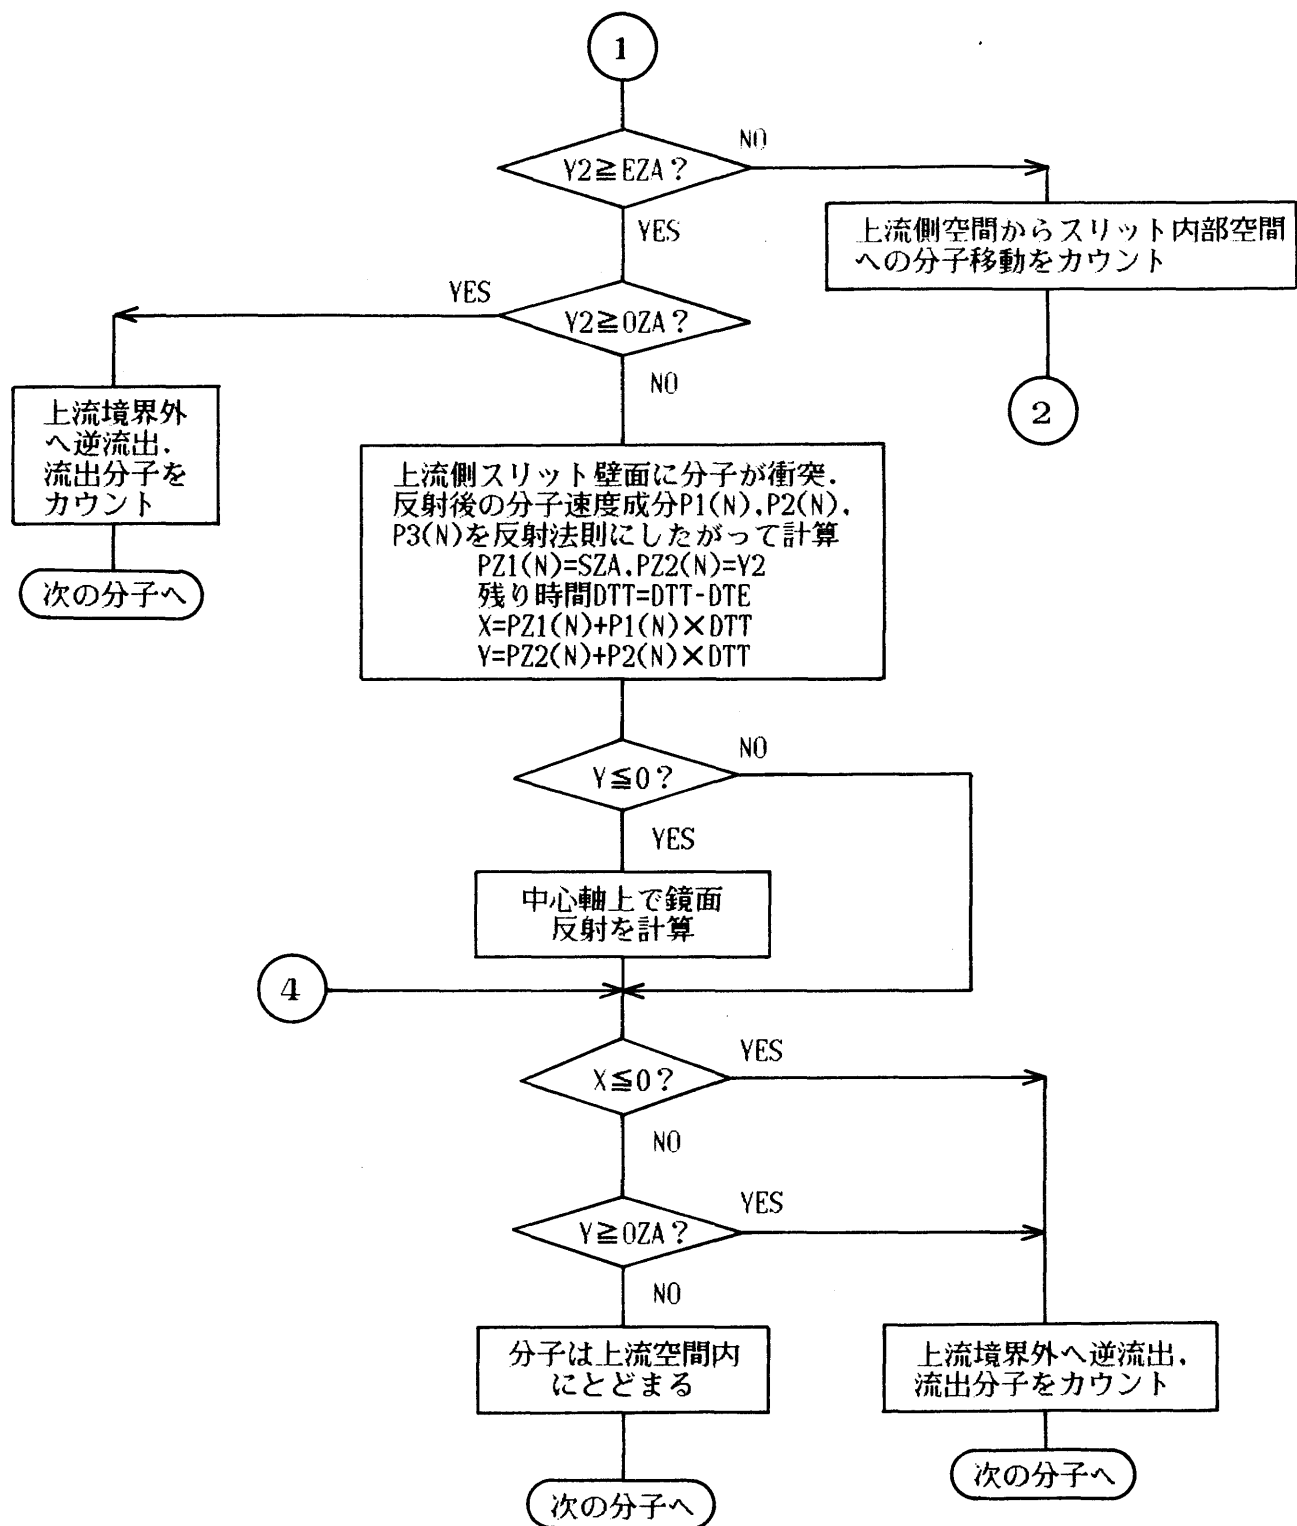 1
Y2≧EZA?
NO
YES
上流側空間からスリット内部空間
への分子移動をカウント
2
Y2≧OZA?
YES
NO
上流境界外
へ逆流出.
流出分子を
カウント
次の分子へ
上流側スリット壁面に分子が衝突.
反射後の分子速度成分P1(N).P2(N).
P3(N)を反射法則にしたがって計算
PZ1(N)=SZA.PZ2(N)=Y2
残り時間DTT=DTT-DTE
X=PZ1(N)+P1(N)×DTT
Y=PZ2(N)+P2(N)×DTT
Y≦0?
NO
YES
中心軸上で鏡面
反射を計算
4
X≦0?
YES
NO
Y≧OZA?
YES
NO
分子は上流空間内
にとどまる
次の分子へ
上流境界外へ逆流出.
流出分子をカウント
次の分子へ